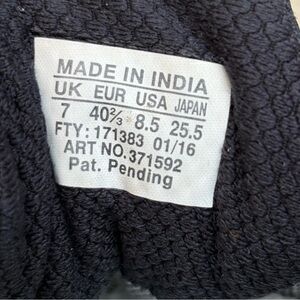 MADE IN INDIA
UK EUR USA JAPAN
7 40⅔ 8.5 25.5
FTY: 171383 01/16
ART NO. 371592
Pat. Pending